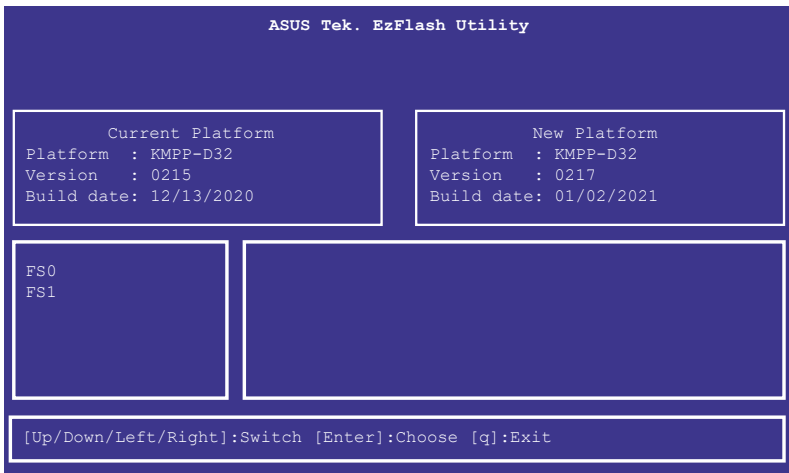 ASUS Tek. EzFlash Utility
Current Platform
Platform : KMPP-D32
Version : 0215
Build date: 12/13/2020
New Platform
Platform : KMPP-D32
Version : 0217
Build date: 01/02/2021
FS0
FS1
[Up/Down/Left/Right]:Switch [Enter]:Choose [q]:Exit